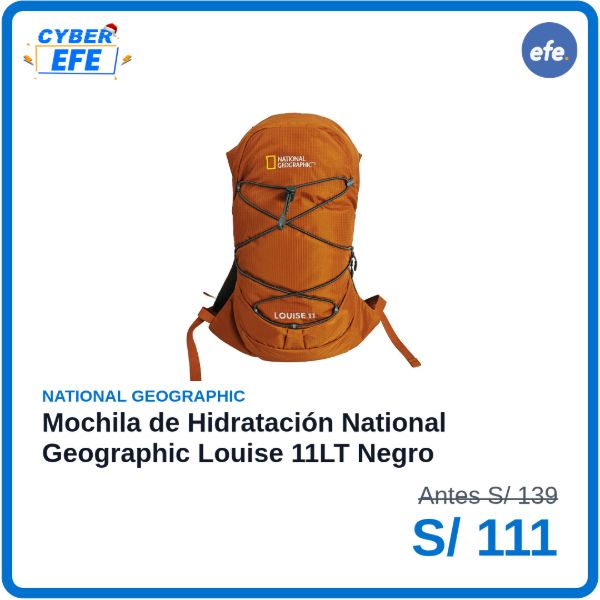 CYBER
EFE
efe.
NATIONAL
GEOGRAPHIC™
LOUISE 11
NATIONAL GEOGRAPHIC
Mochila de Hidratación National
Geographic Louise 11LT Negro
Antes S/ 139
S/ 111